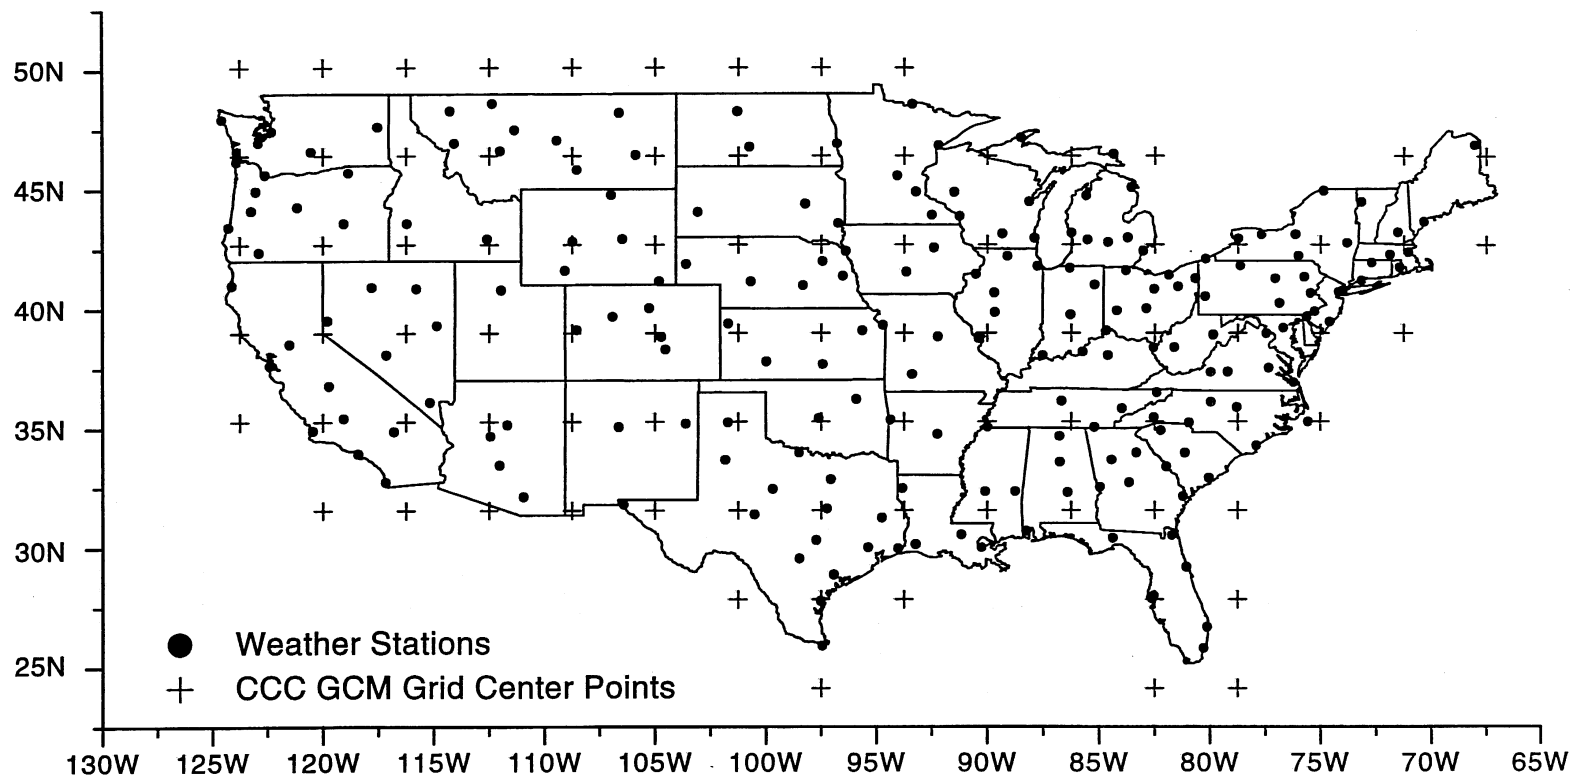 50N
45N
40N
35N
30N
25N
Weather Stations
CCC GCM Grid Center Points
130W 125W 120W 115W 110W 105W 100W 95W 90W 85W 80W 75W 70W 65W